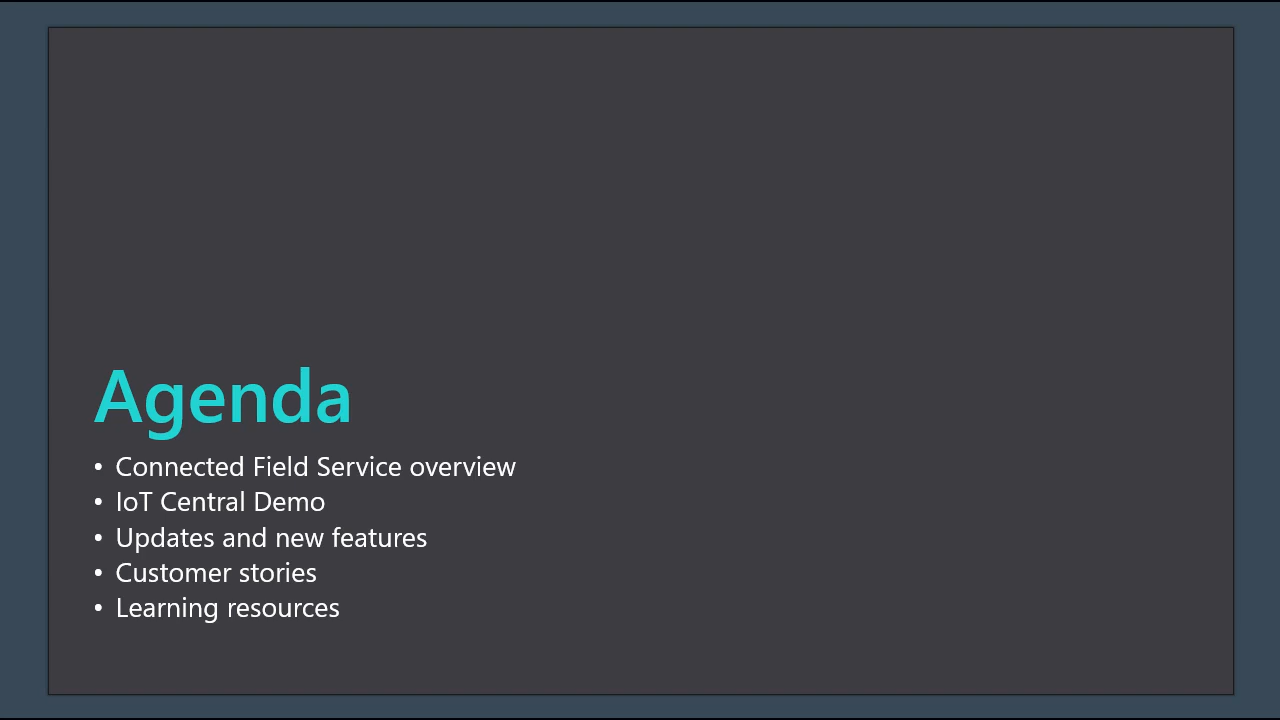 Agenda
• Connected Field Service overview
• IoT Central Demo
• Updates and new features
• Customer stories
• Learning resources